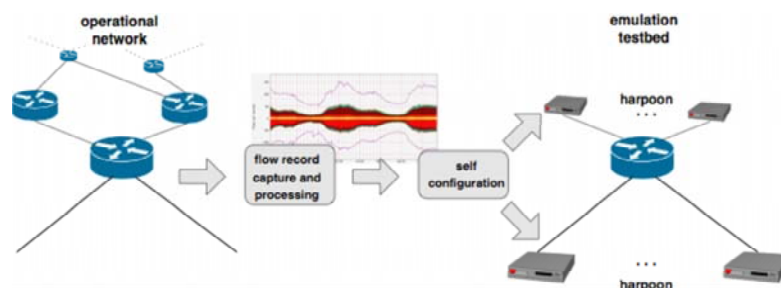 operational
network
emulation
testbed
harpoon
...
flow record
capture and
processing
self
configuration
...
harpoon